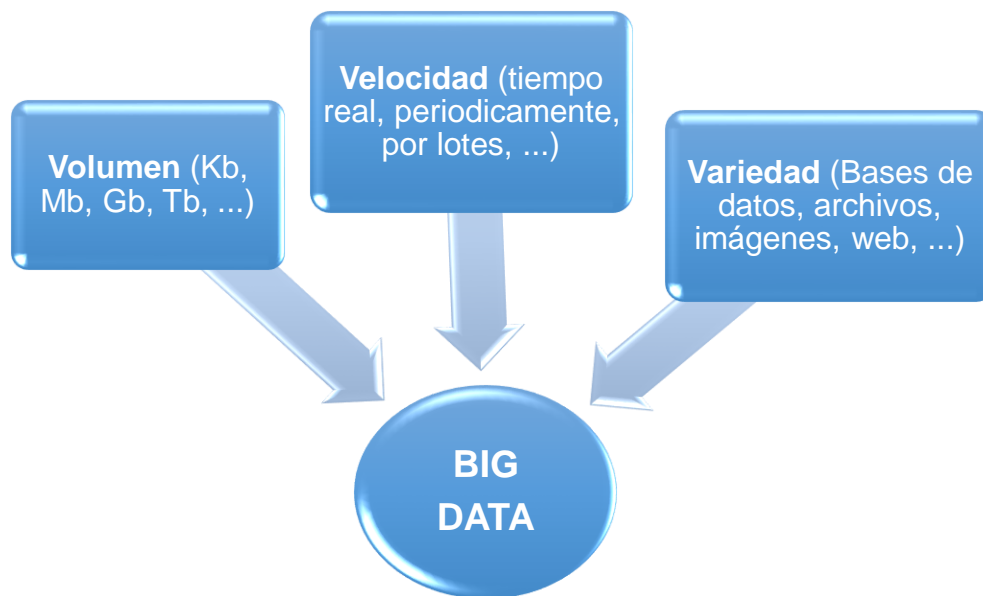 Volumen (Kb,
Mb, Gb, Tb, ...)
Velocidad (tiempo
real, periodicamente,
por lotes, ...)
Variedad (Bases de
datos, archivos,
imágenes, web, ...)
BIG
DATA